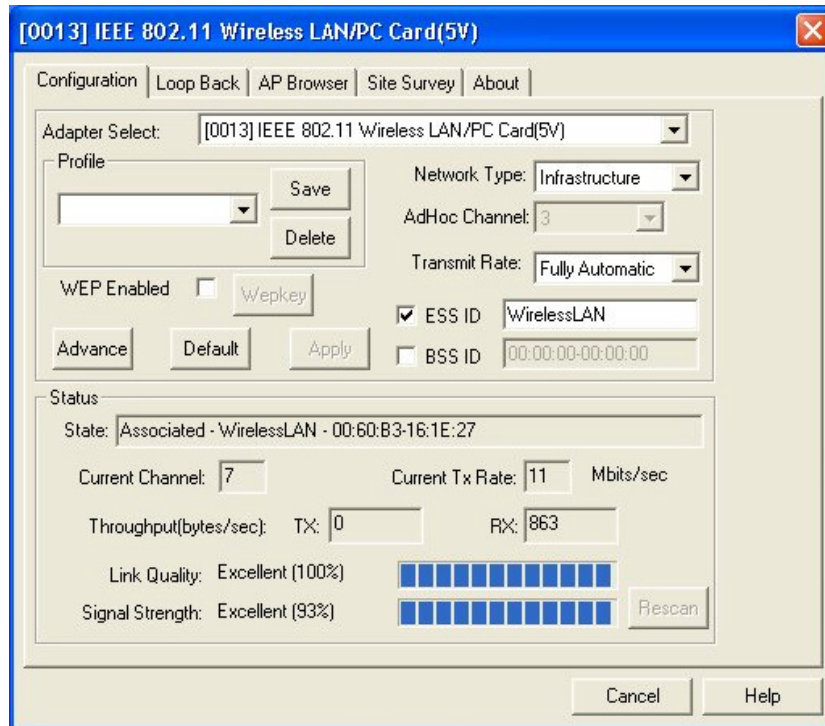 [0013] IEEE 802.11 Wireless LAN/PC Card(5V)
Configuration Loop Back AP Browser Site Survey About
Adapter Select: [0013] IEEE 802.11 Wireless LAN/PC Card(5V)
Profile
Save
Delete
Network Type: Infrastructure
AdHoc Channel: 3
Transmit Rate: Fully Automatic
WEP Enabled Wepkey
ESS ID WirelessLAN
Advance Default Apply
BSS ID 00:00:00-00:00:00
Status
State: Associated - WirelessLAN - 00:60:B3-16:1E:27
Current Channel: 7 Current Tx Rate: 11 Mbits/sec
Throughput(bytes/sec): TX: 0 RX: 863
Link Quality: Excellent (100%)
Signal Strength: Excellent (93%) Rescan
Cancel Help